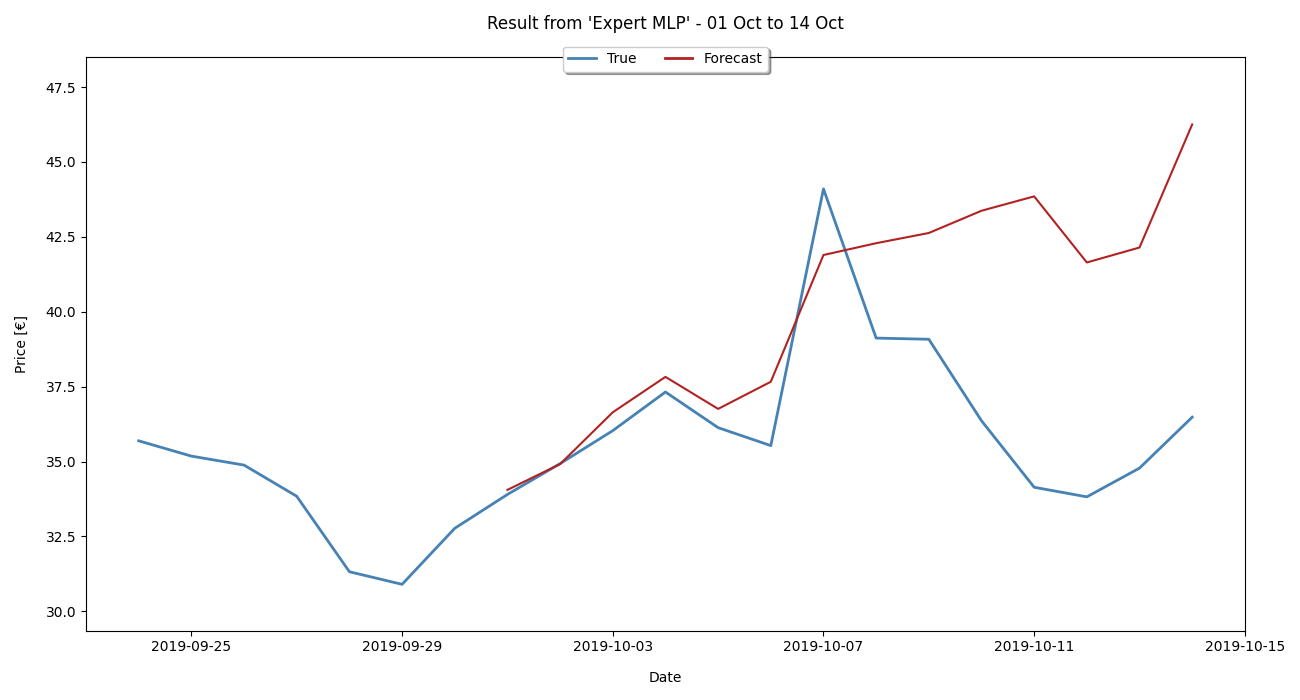 Result from 'Expert MLP' - 01 Oct to 14 Oct
True
Forecast
47.5
45.0
42.5
40.0
37.5
35.0
32.5
30.0
Price [€]
2019-09-25
2019-09-29
2019-10-03
2019-10-07
2019-10-11
2019-10-15
Date